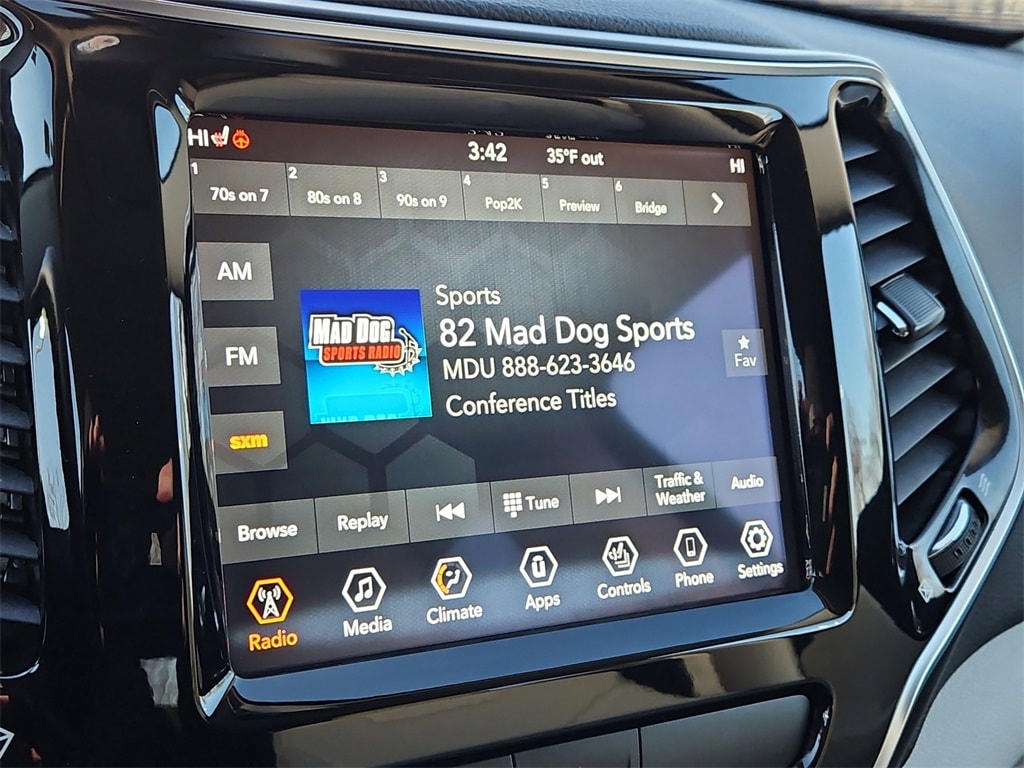 HI
3:42
35°F out
HI
1 70s on 7
2 80s on 8
3 90s on 9
4 Pop2K
5 Preview
6 Bridge
AM
FM
sxm
MAD DOG
SPORTS RADIO
Sports
82 Mad Dog Sports
MDU 888-623-3646
Conference Titles
Fav
Browse
Replay
Tune
Traffic &
Weather
Audio
Radio
Media
Climate
Apps
Controls
Phone
Settings